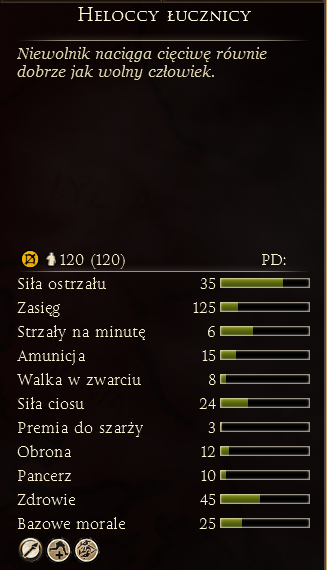 Heloccy łucznicy
Niewolnik naciąga cięciwę równie
dobrze jak wolny człowiek.
120 (120) PD:
Siła ostrzału 35
Zasięg 125
Strzały na minutę 6
Amunicja 15
Walka w zwarciu 8
Siła ciosu 24
Premia do szarży 3
Obrona 12
Pancerz 10
Zdrowie 45
Bazowe morale 25